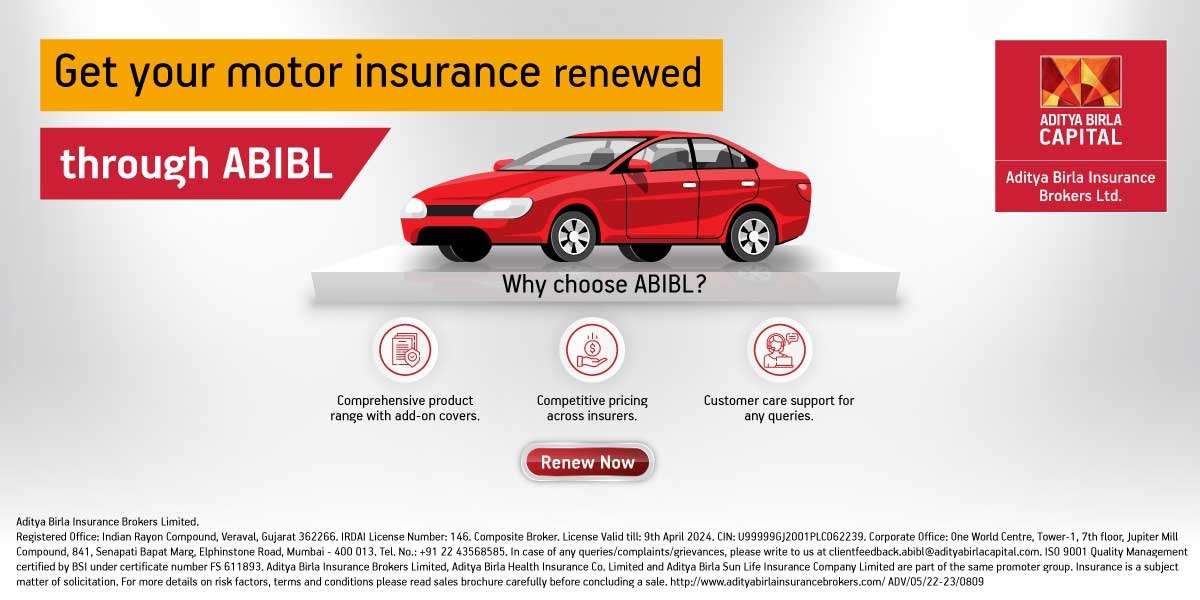 Get your motor insurance renewed
through ABIBL
ADITYA BIRLA
CAPITAL
Aditya Birla Insurance
Brokers Ltd.
Why choose ABIBL?
Comprehensive product
range with add-on covers.
Competitive pricing
across insurers.
Customer care support for
any queries.
Renew Now
Aditya Birla Insurance Brokers Limited.
Registered Office: Indian Rayon Compound, Veraval, Gujarat 362266. IRDAI License Number: 146. Composite Broker. License Valid till: 9th April 2024. CIN: U99999GJ2001PLC062239. Corporate Office: One World Centre, Tower-1, 7th floor, Jupiter Mill
Compound, 841, Senapati Bapat Marg, Elphinstone Road, Mumbai - 400 013. Tel. No.: +91 22 43568585. In case of any queries/complaints/grievances, please write to us at clientfeedback.abibl@adityabirlacapital.com. ISO 9001 Quality Management
certified by BSI under certificate number FS 611893. Aditya Birla Insurance Brokers Limited, Aditya Birla Health Insurance Co. Limited and Aditya Birla Sun Life Insurance Company Limited are part of the same promoter group. Insurance is a subject
matter of solicitation. For more details on risk factors, terms and conditions please read sales brochure carefully before concluding a sale. http://www.adityabirlainsurancebrokers.com/ ADV/05/22-23/0809